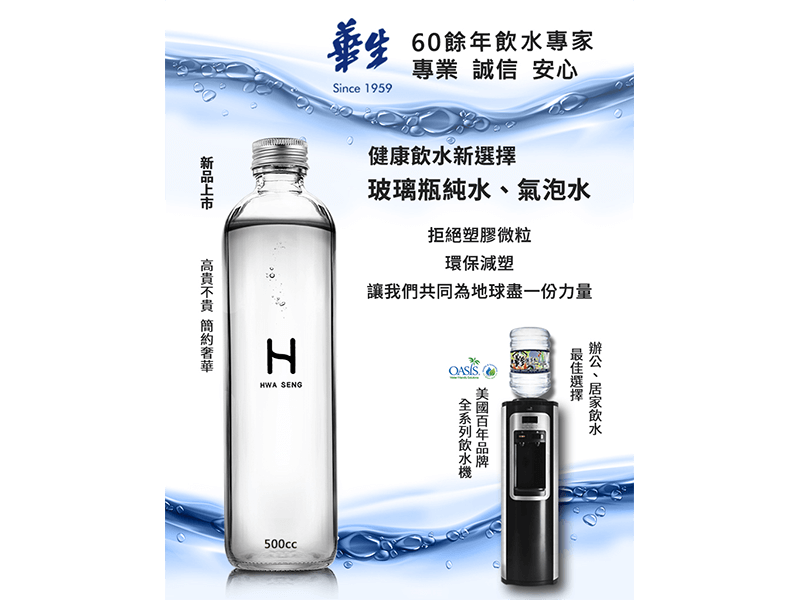 華生
Since 1959
60餘年飲水專家
專業 誠信 安心
健康飲水新選擇
玻璃瓶純水、氣泡水
拒絕塑膠微粒
環保減塑
讓我們共同為地球盡一份力量
新品上市
高貴不貴 簡約奢華
H
HWA SENG
500cc
OASIS
美國百年品牌
全系列飲水機
辦公、居家飲水
最佳選擇